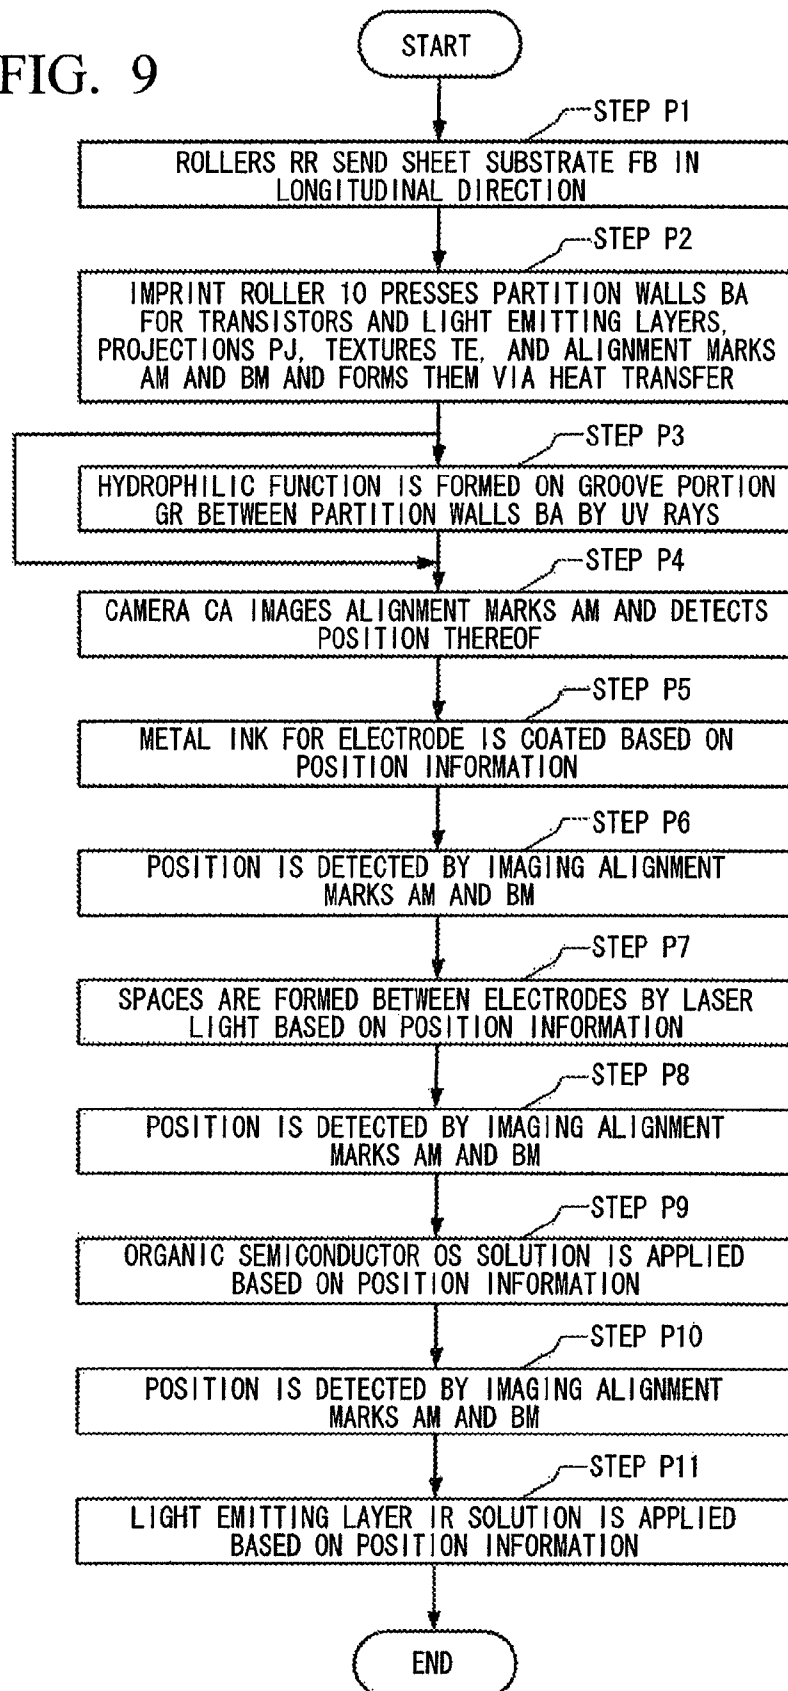 FIG. 9
START
STEP P1
ROLLERS RR SEND SHEET SUBSTRATE FB IN
LONGITUDINAL DIRECTION
STEP P2
IMPRINT ROLLER 10 PRESSES PARTITION WALLS BA
FOR TRANSISTORS AND LIGHT EMITTING LAYERS,
PROJECTIONS PJ, TEXTURES TE, AND ALIGNMENT MARKS
AM AND BM AND FORMS THEM VIA HEAT TRANSFER
STEP P3
HYDROPHILIC FUNCTION IS FORMED ON GROOVE PORTION
GR BETWEEN PARTITION WALLS BA BY UV RAYS
STEP P4
CAMERA CA IMAGES ALIGNMENT MARKS AM AND DETECTS
POSITION THEREOF
STEP P5
METAL INK FOR ELECTRODE IS COATED BASED ON
POSITION INFORMATION
STEP P6
POSITION IS DETECTED BY IMAGING ALIGNMENT
MARKS AM AND BM
STEP P7
SPACES ARE FORMED BETWEEN ELECTRODES BY LASER
LIGHT BASED ON POSITION INFORMATION
STEP P8
POSITION IS DETECTED BY IMAGING ALIGNMENT
MARKS AM AND BM
STEP P9
ORGANIC SEMICONDUCTOR OS SOLUTION IS APPLIED
BASED ON POSITION INFORMATION
STEP P10
POSITION IS DETECTED BY IMAGING ALIGNMENT
MARKS AM AND BM
STEP P11
LIGHT EMITTING LAYER IR SOLUTION IS APPLIED
BASED ON POSITION INFORMATION
END